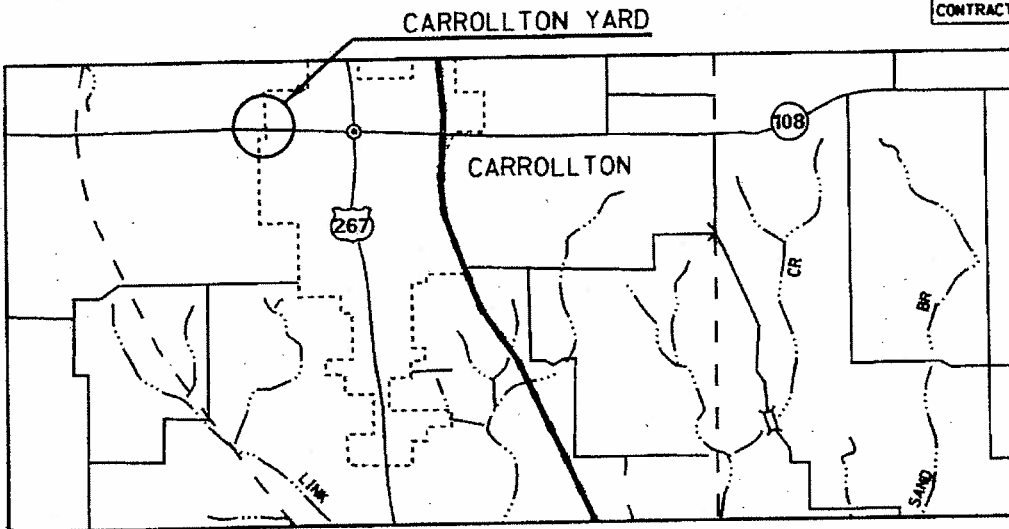 CARROLLTON YARD
CONTRACT
108
CARROLLTON
267
CR
BR
LINK
SAND